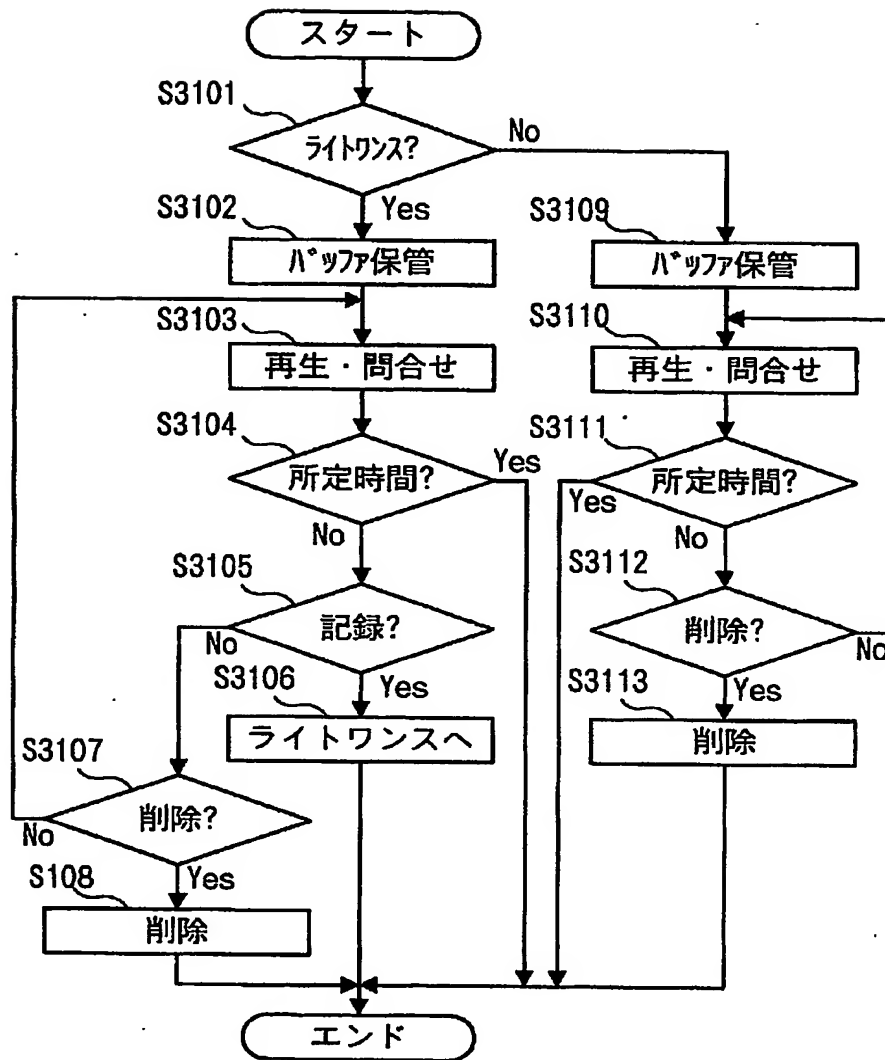 スタート
S3101
ライトワンス?
No
Yes
S3102
バッファ保管
S3109
バッファ保管
S3103
再生・問合せ
S3110
再生・問合せ
S3104
所定時間?
Yes
No
S3111
所定時間?
Yes
No
S3105
記録?
No
Yes
S3112
削除?
No
Yes
S3106
ライトワンスへ
S3113
削除
S3107
削除?
No
Yes
S108
削除
エンド